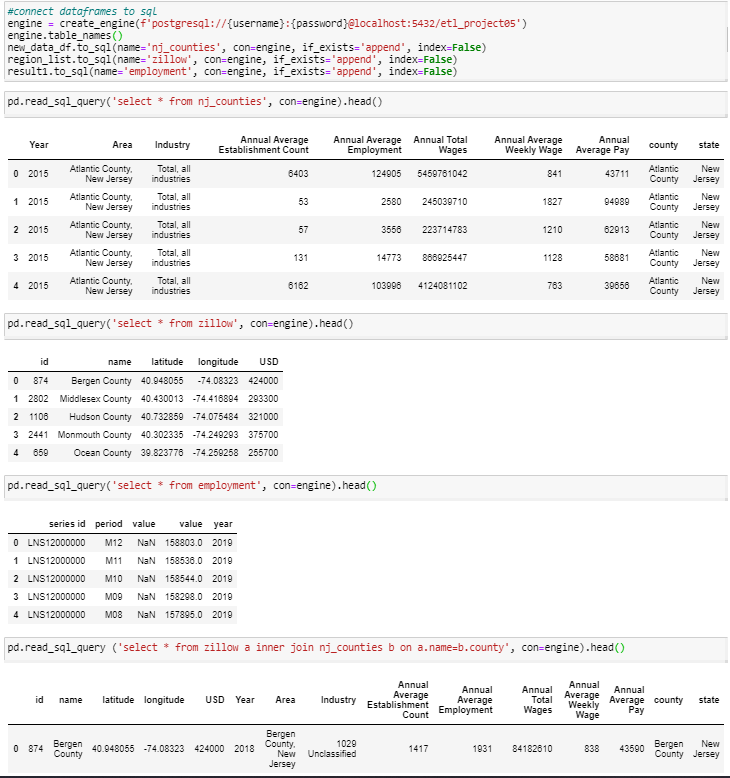 #connect dataframes to sql
engine = create_engine(f'postgresql://{username}:{password}@localhost:5432/etl_project05')
engine.table_names()
new_data_df.to_sql(name='nj_counties', con=engine, if_exists='append', index=False)
region_list.to_sql(name='zillow', con=engine, if_exists='append', index=False)
result1.to_sql(name='employment', con=engine, if_exists='append', index=False)
pd.read_sql_query('select * from nj_counties', con=engine).head()
Year Area Industry Annual Average Establishment Count Annual Average Employment Annual Total Wages Annual Average Weekly Wage Annual Average Pay county state
0 2015 Atlantic County, New Jersey Total, all industries 6403 124905 5459761042 841 43711 Atlantic County New Jersey
1 2015 Atlantic County, New Jersey Total, all industries 53 2580 245039710 1827 94989 Atlantic County New Jersey
2 2015 Atlantic County, New Jersey Total, all industries 57 3556 223714783 1210 62913 Atlantic County New Jersey
3 2015 Atlantic County, New Jersey Total, all industries 131 14773 866925447 1128 58681 Atlantic County New Jersey
4 2015 Atlantic County, New Jersey Total, all industries 6162 103996 4124081102 763 39656 Atlantic County New Jersey
pd.read_sql_query('select * from zillow', con=engine).head()
id name latitude longitude USD
0 874 Bergen County 40.948055 -74.08323 424000
1 2802 Middlesex County 40.430013 -74.416894 293300
2 1106 Hudson County 40.732859 -74.075484 321000
3 2441 Monmouth County 40.302335 -74.249293 375700
4 659 Ocean County 39.823776 -74.259258 255700
pd.read_sql_query('select * from employment', con=engine).head()
series id period value value year
0 LNS12000000 M12 NaN 158803.0 2019
1 LNS12000000 M11 NaN 158536.0 2019
2 LNS12000000 M10 NaN 158544.0 2019
3 LNS12000000 M09 NaN 158298.0 2019
4 LNS12000000 M08 NaN 157895.0 2019
pd.read_sql_query ('select * from zillow a inner join nj_counties b on a.name=b.county', con=engine).head()
id name latitude longitude USD Year Area Industry Annual Average Establishment Count Annual Average Employment Annual Total Wages Annual Average Weekly Wage Annual Average Pay county state
0 874 Bergen County 40.948055 -74.08323 424000 2018 Bergen County, New Jersey 1029 Unclassified 1417 1931 84182610 838 43590 Bergen County New Jersey